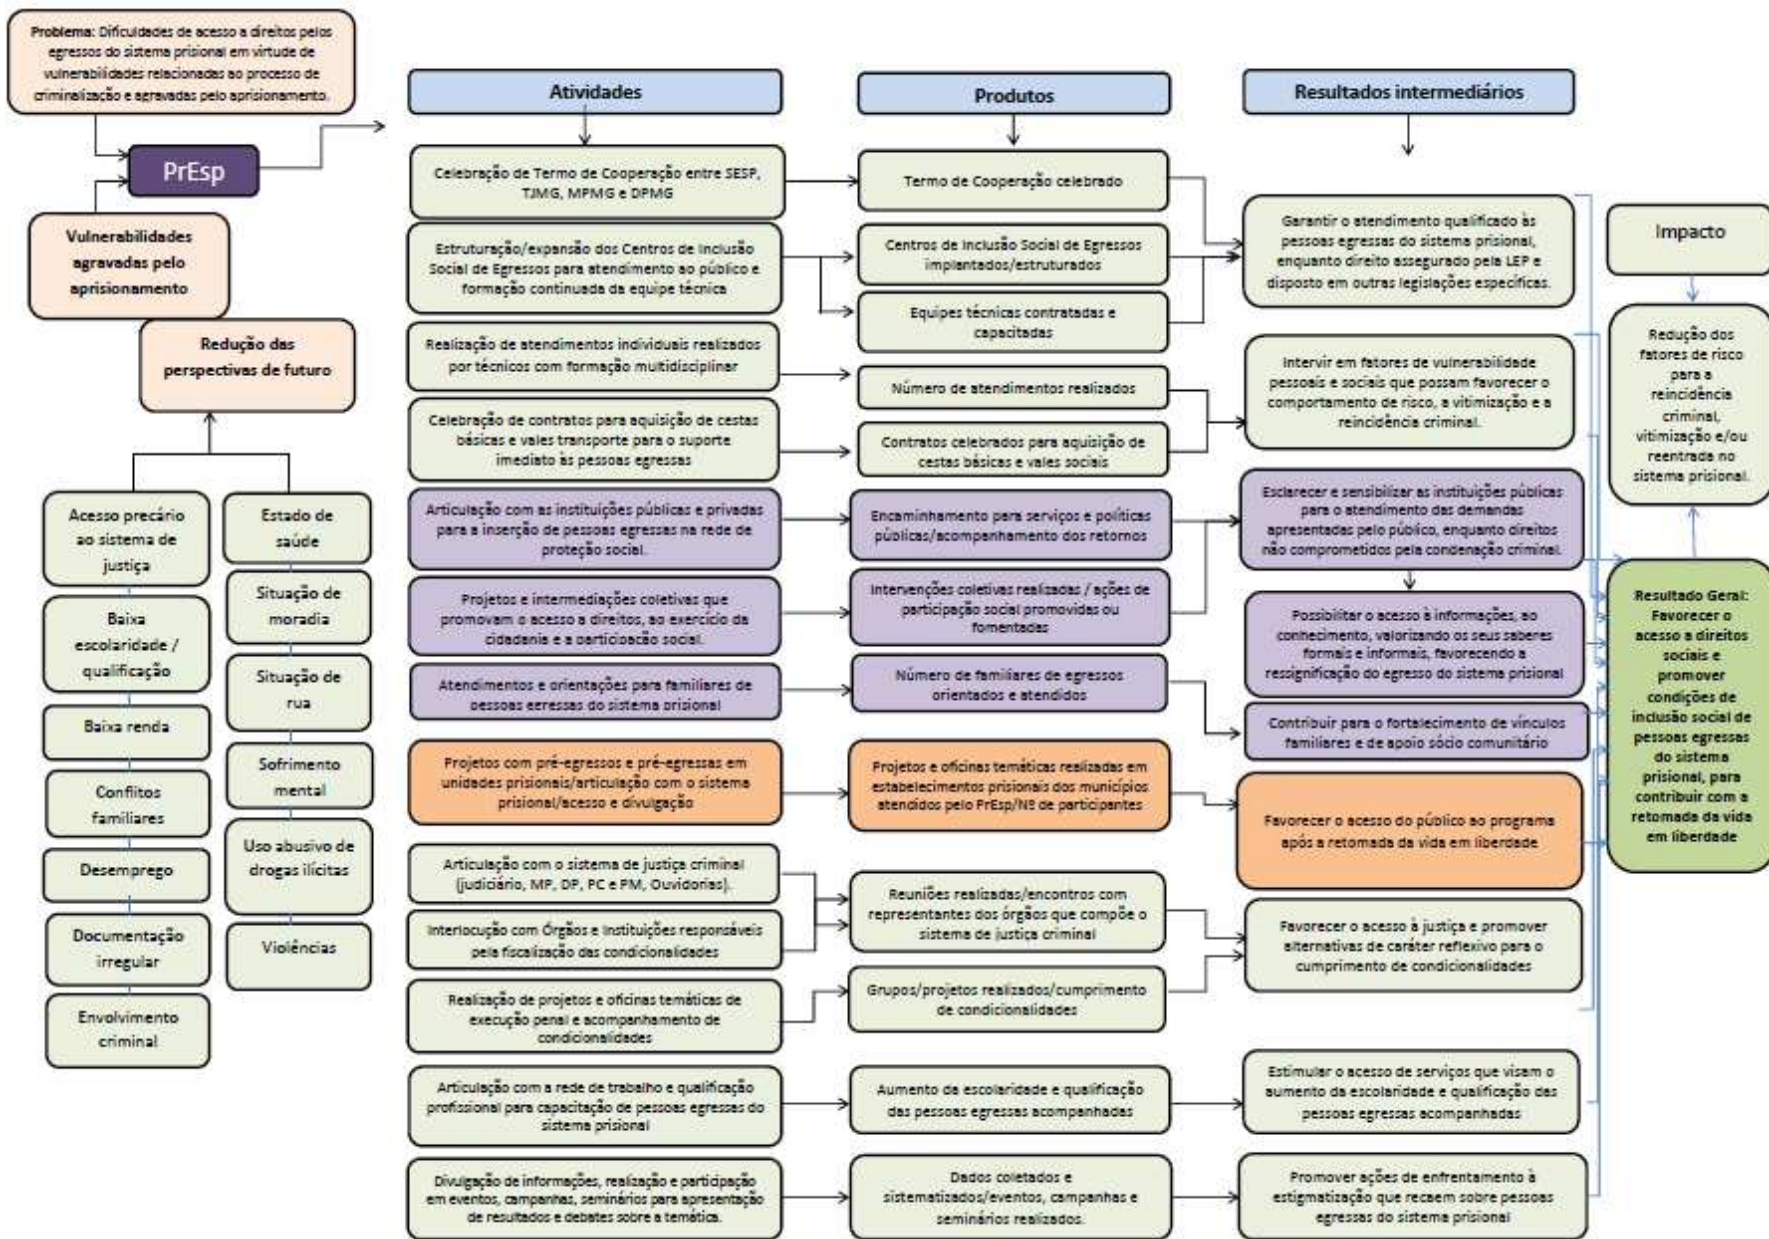 Problema: Dificuldades de acesso a direitos pelos
egressos do sistema prisional em virtude de
vulnerabilidades relacionadas ao processo de
criminalização e agravadas pelo aprisionamento.
PrEsp
Vulnerabilidades
agravadas pelo
aprisionamento
Redução das
perspectivas de futuro
Acesso precário
ao sistema de
justiça
Baixa
escolaridade /
qualificação
Baixa renda
Conflitos
familiares
Desemprego
Documentação
irregular
Envolvimento
criminal
Estado de
saúde
Situação de
moradia
Situação de
rua
Sofrimento
mental
Uso abusivo de
drogas ilícitas
Violências
Atividades
Celebração de Termo de Cooperação entre SESP,
TJMG, MPMG e DPMG
Estruturação/expansão dos Centros de Inclusão
Social de Egressos para atendimento ao público e
formação continuada da equipe técnica
Realização de atendimentos individuais realizados
por técnicos com formação multidisciplinar
Celebração de contratos para aquisição de cestas
básicas e vales transporte para o suporte
imediato às pessoas egressas
Articulação com as instituições públicas e privadas
para a inserção de pessoas egressas na rede de
proteção social.
Projetos e intermediações coletivas que
promovam o acesso a direitos, ao exercício da
cidadania e a participação social.
Atendimentos e orientações para familiares de
pessoas egressas do sistema prisional
Projetos com pré-egressos e pré-egressas em
unidades prisionais/articulação com o sistema
prisional/acesso e divulgação
Articulação com o sistema de justiça criminal
(judiciário, MP, DP, PC e PM, Ouvidorias).
Interlocução com Órgãos e Instituições responsáveis
pela fiscalização das condicionalidades
Realização de projetos e oficinas temáticas de
execução penal e acompanhamento de
condicionalidades
Articulação com a rede de trabalho e qualificação
profissional para capacitação de pessoas egressas do
sistema prisional
Divulgação de informações, realização e participação
em eventos, campanhas, seminários para apresentação
de resultados e debates sobre a temática.
Produtos
Termo de Cooperação celebrado
Centros de Inclusão Social de Egressos
implantados/estruturados
Equipes técnicas contratadas e
capacitadas
Número de atendimentos realizados
Contratos celebrados para aquisição de
cestas básicas e vales sociais
Encaminhamento para serviços e políticas
públicas/acompanhamento dos retornos
Intervenções coletivas realizadas / ações de
participação social promovidas ou
fomentadas
Número de familiares de egressos
orientados e atendidos
Projetos e oficinas temáticas realizadas em
estabelecimentos prisionais dos municípios
atendidos pelo PrEsp/Nº de participantes
Reuniões realizadas/encontros com
representantes dos órgãos que compõe o
sistema de justiça criminal
Grupos/projetos realizados/cumprimento
de condicionalidades
Aumento da escolaridade e qualificação
das pessoas egressas acompanhadas
Dados coletados e
sistematizados/eventos, campanhas e
seminários realizados.
Resultados intermediários
Garantir o atendimento qualificado às
pessoas egressas do sistema prisional,
enquanto direito assegurado pela LEP e
disposto em outras legislações específicas.
Intervir em fatores de vulnerabilidade
pessoais e sociais que possam favorecer o
comportamento de risco, a vitimização e a
reincidência criminal.
Esclarecer e sensibilizar as instituições públicas
para o atendimento das demandas
apresentadas pelo público, enquanto direitos
não comprometidos pela condenação criminal.
Possibilitar o acesso à informações, ao
conhecimento, valorizando os seus saberes
formais e informais, favorecendo a
ressignificação do egresso do sistema prisional
Contribuir para o fortalecimento de vínculos
familiares e de apoio sócio comunitário
Favorecer o acesso do público ao programa
após a retomada da vida em liberdade
Favorecer o acesso à justiça e promover
alternativas de caráter reflexivo para o
cumprimento de condicionalidades
Estimular o acesso de serviços que visam o
aumento da escolaridade e qualificação das
pessoas egressas acompanhadas
Promover ações de enfrentamento à
estigmatização que recaem sobre pessoas
egressas do sistema prisional
Impacto
Redução dos
fatores de risco
para a
reincidência
criminal,
vitimização e/ou
reentrada no
sistema prisional.
Resultado Geral:
Favorecer o
acesso a direitos
sociais e
promover
condições de
inclusão social de
pessoas egressas
do sistema
prisional, para
contribuir com a
retomada da vida
em liberdade